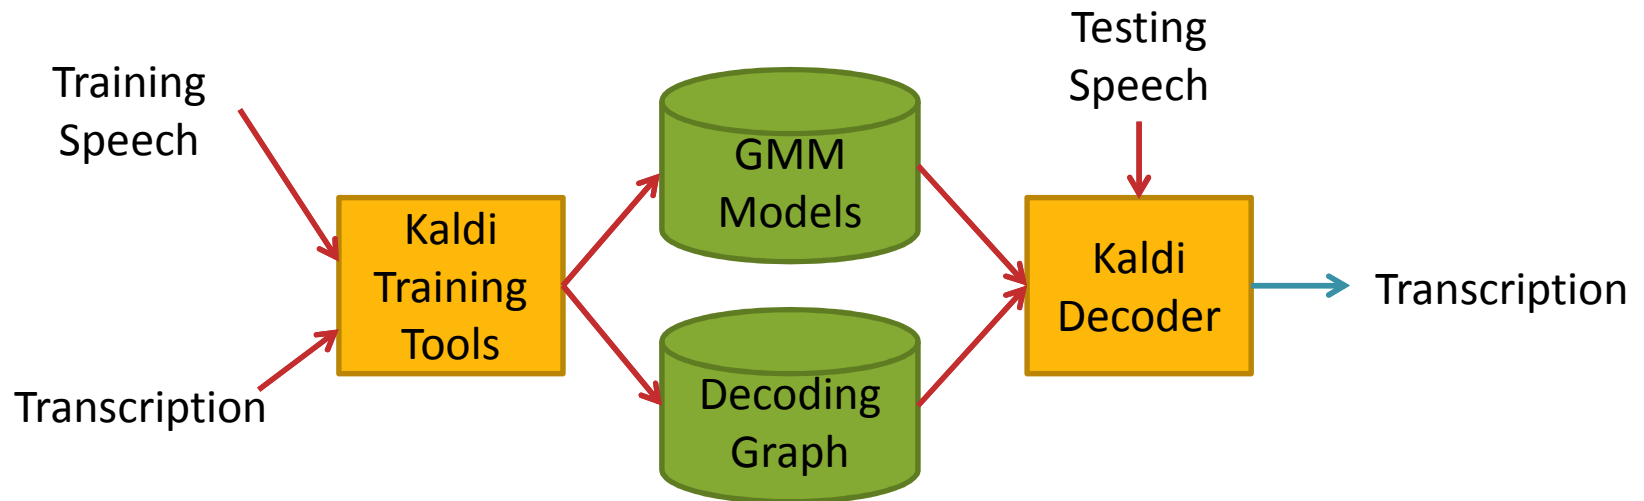 Training
Speech
Transcription
Kaldi
Training
Tools
GMM
Models
Decoding
Graph
Testing
Speech
Kaldi
Decoder
Transcription